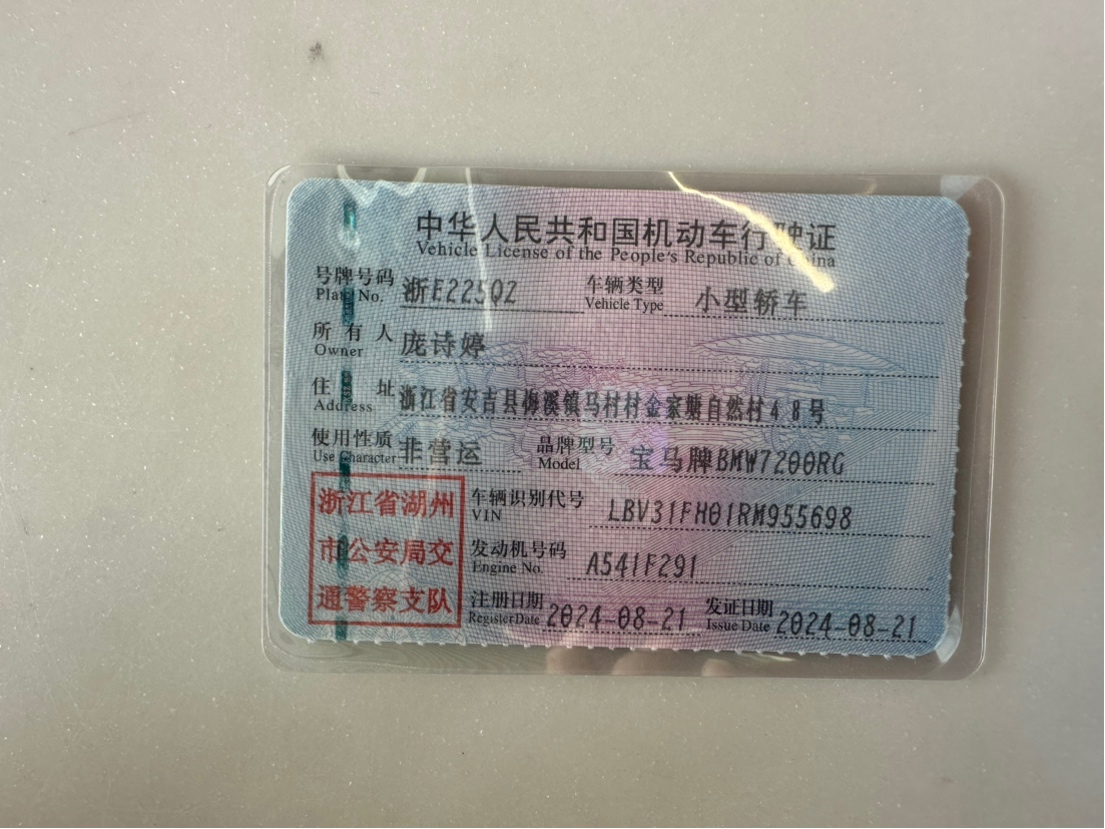 中华人民共和国机动车行驶证
Vehicle License of the People's Republic of China
号牌号码 浙E225QZ 车辆类型 小型轿车
Plate No. Vehicle Type
所有人 庞诗婷
Owner
住址 浙江省安吉县梅溪镇马村村金家塘自然村48号
Address
使用性质 非营运 品牌型号 宝马牌BMW7200RG
Use Character Model
浙江省湖州
市公安局交
通警察支队
车辆识别代号 LBV31FH01RM955698
VIN
发动机号码 A541F291
Engine No.
注册日期 2024-08-21 发证日期 2024-08-21
Register Date Issue Date